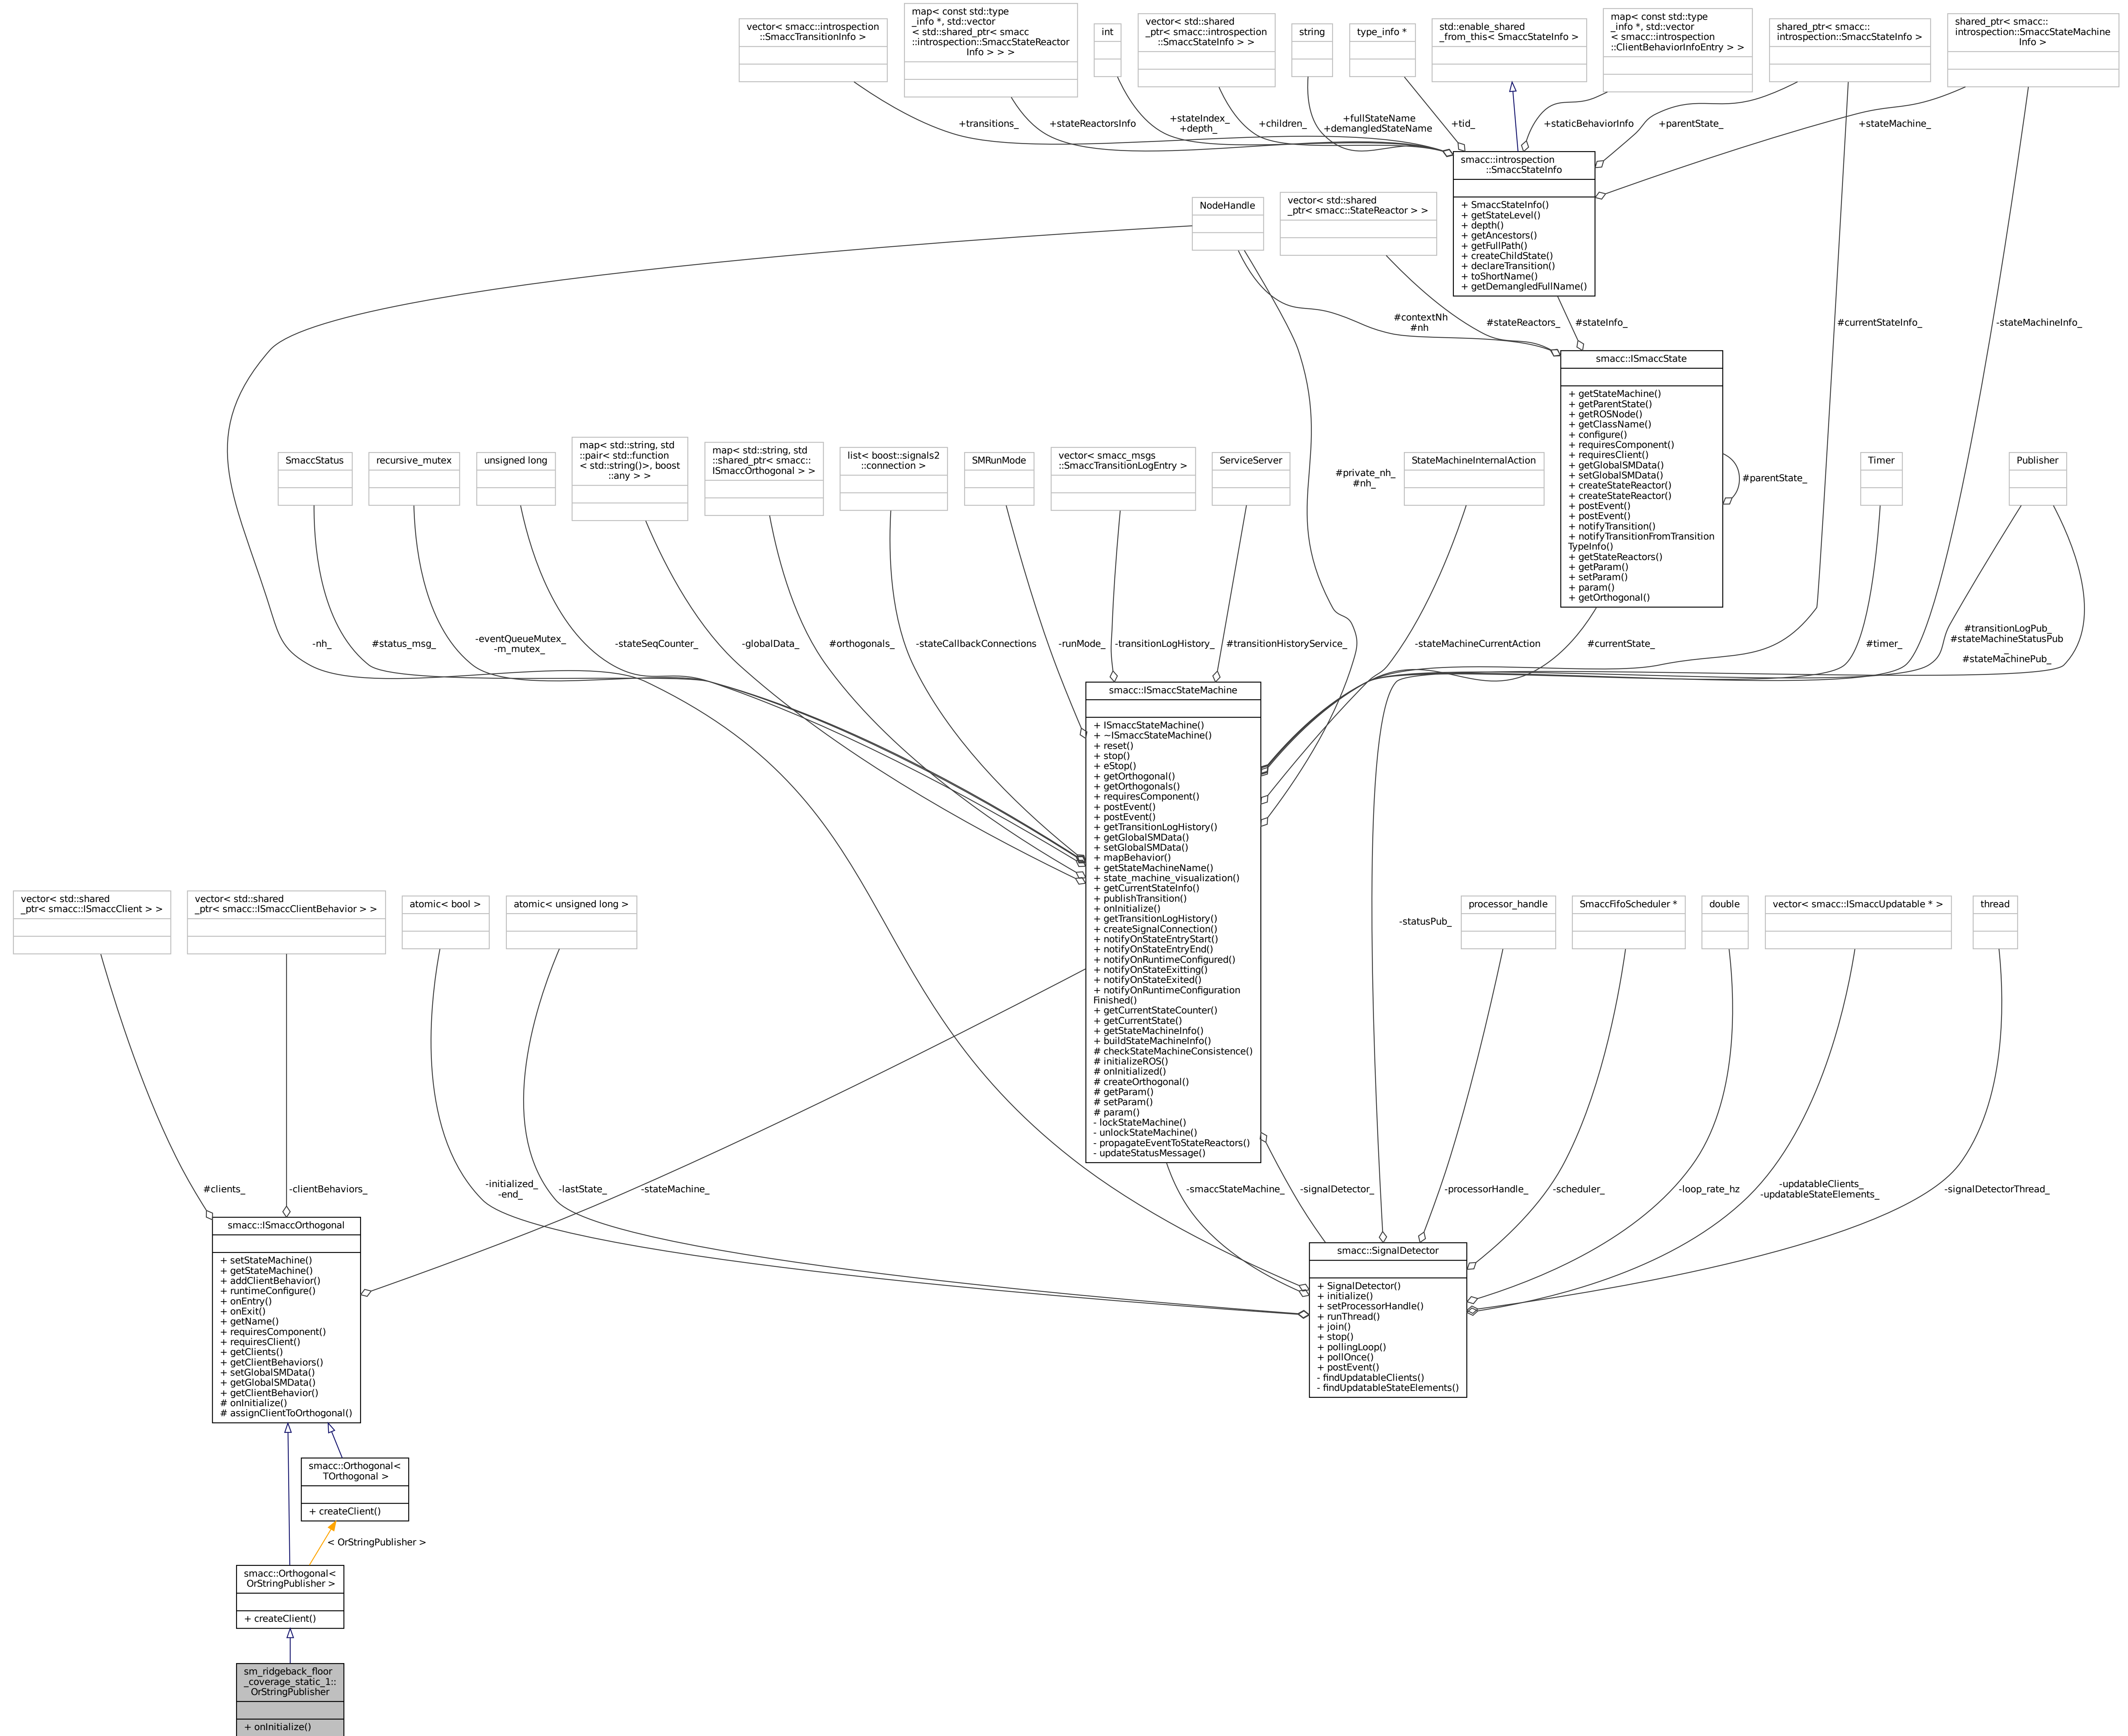 vector< smacc::introspection
::SmaccTransitionInfo >
map< const std::type
_info *, std::vector
< std::shared_ptr< smacc
::introspection::SmaccStateReactor
Info > > >
int
vector< std::shared
_ptr< smacc::introspection
::SmaccStateInfo > >
string
type_info *
std::enable_shared
_from_this< SmaccStateInfo >
map< const std::type
_info *, std::vector
< smacc::introspection
::ClientBehaviorInfoEntry > >
shared_ptr< smacc::
introspection::SmaccStateInfo >
shared_ptr< smacc::
introspection::SmaccStateMachine
Info >
+transitions_
+stateReactorsInfo
+stateIndex_
+depth_
+children_
+fullStateName
+demangledStateName
+tid_
+staticBehaviorInfo
+parentState_
+stateMachine_
smacc::introspection
::SmaccStateInfo
+ SmaccStateInfo()
+ getStateLevel()
+ depth()
+ getAncestors()
+ getFullPath()
+ createChildState()
+ declareTransition()
+ toShortName()
+ getDemangledFullName()
NodeHandle
vector< std::shared
_ptr< smacc::StateReactor > >
#contextNh
#nh
#stateReactors_
#stateInfo_
#currentStateInfo_
-stateMachineInfo_
smacc::ISmaccState
+ getStateMachine()
+ getParentState()
+ getROSNode()
+ getClassName()
+ configure()
+ requiresComponent()
+ requiresClient()
+ getGlobalSMData()
+ setGlobalSMData()
+ createStateReactor()
+ createStateReactor()
+ postEvent()
+ postEvent()
+ notifyTransition()
+ notifyTransitionFromTransition
TypeInfo()
+ getStateReactors()
+ getParam()
+ setParam()
+ param()
+ getOrthogonal()
#parentState_
SmaccStatus
recursive_mutex
unsigned long
map< std::string, std
::pair< std::function
< std::string()>, boost
::any > >
map< std::string, std
::shared_ptr< smacc::
ISmaccOrthogonal > >
list< boost::signals2
::connection >
SMRunMode
vector< smacc_msgs
::SmaccTransitionLogEntry >
ServiceServer
#private_nh_
#nh_
StateMachineInternalAction
Timer
Publisher
-nh_
#status_msg_
-eventQueueMutex_
-m_mutex_
-stateSeqCounter_
-globalData_
#orthogonals_
-stateCallbackConnections
-runMode_
-transitionLogHistory_
#transitionHistoryService_
-stateMachineCurrentAction
#currentState_
#timer_
#transitionLogPub_
#stateMachineStatusPub
_
#stateMachinePub_
smacc::ISmaccStateMachine
+ ISmaccStateMachine()
+ ~ISmaccStateMachine()
+ reset()
+ stop()
+ eStop()
+ getOrthogonal()
+ getOrthogonals()
+ requiresComponent()
+ postEvent()
+ postEvent()
+ getTransitionLogHistory()
+ getGlobalSMData()
+ setGlobalSMData()
+ mapBehavior()
+ getStateMachineName()
+ state_machine_visualization()
+ getCurrentStateInfo()
+ publishTransition()
+ onInitialize()
+ getTransitionLogHistory()
+ createSignalConnection()
+ notifyOnStateEntryStart()
+ notifyOnStateEntryEnd()
+ notifyOnRuntimeConfigured()
+ notifyOnStateExitting()
+ notifyOnStateExited()
+ notifyOnRuntimeConfiguration
Finished()
+ getCurrentStateCounter()
+ getCurrentState()
+ getStateMachineInfo()
+ buildStateMachineInfo()
# checkStateMachineConsistence()
# initializeROS()
# onInitialized()
# createOrthogonal()
# getParam()
# setParam()
# param()
- lockStateMachine()
- unlockStateMachine()
- propagateEventToStateReactors()
- updateStatusMessage()
vector< std::shared
_ptr< smacc::ISmaccClient > >
vector< std::shared
_ptr< smacc::ISmaccClientBehavior > >
atomic< bool >
atomic< unsigned long >
-statusPub_
processor_handle
SmaccFifoScheduler *
double
vector< smacc::ISmaccUpdatable * >
thread
#clients_
-clientBehaviors_
-initialized_
-end_
-lastState_
-stateMachine_
-smaccStateMachine_
-signalDetector_
-processorHandle_
-scheduler_
-loop_rate_hz
-updatableClients_
-updatableStateElements_
-signalDetectorThread_
smacc::ISmaccOrthogonal
+ setStateMachine()
+ getStateMachine()
+ addClientBehavior()
+ runtimeConfigure()
+ onEntry()
+ onExit()
+ getName()
+ requiresComponent()
+ requiresClient()
+ getClients()
+ getClientBehaviors()
+ setGlobalSMData()
+ getGlobalSMData()
+ getClientBehavior()
# onInitialize()
# assignClientToOrthogonal()
smacc::SignalDetector
+ SignalDetector()
+ initialize()
+ setProcessorHandle()
+ runThread()
+ join()
+ stop()
+ pollingLoop()
+ pollOnce()
+ postEvent()
- findUpdatableClients()
- findUpdatableStateElements()
smacc::Orthogonal<
TOrthogonal >
+ createClient()
< OrStringPublisher >
smacc::Orthogonal<
OrStringPublisher >
+ createClient()
sm_ridgeback_floor
_coverage_static_1::
OrStringPublisher
+ onInitialize()